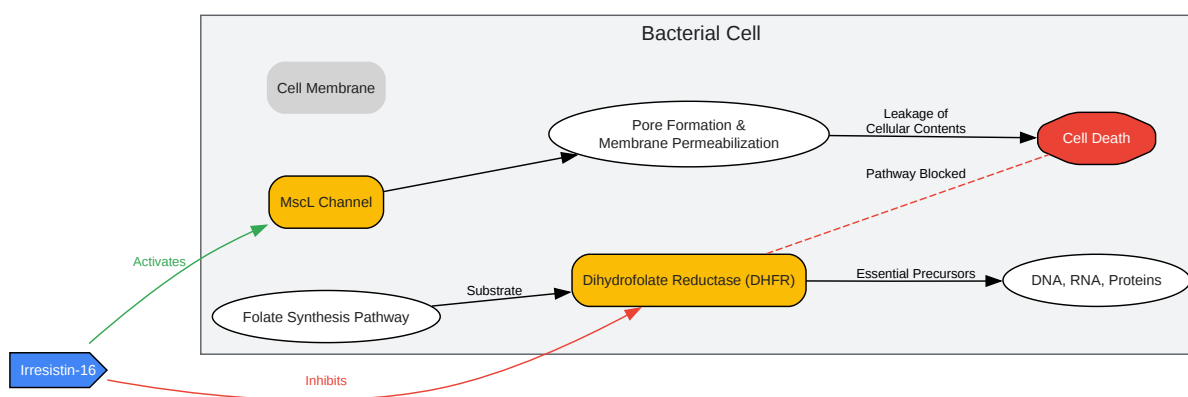 Bacterial Cell
Cell Membrane
Pore Formation &
Membrane Permeabilization
Leakage of
Cellular Contents
Cell Death
Pathway Blocked
MscL Channel
Activates
Dihydrofolate Reductase (DHFR)
Essential Precursors
DNA, RNA, Proteins
Substrate
Folate Synthesis Pathway
Irresistin-16
Inhibits